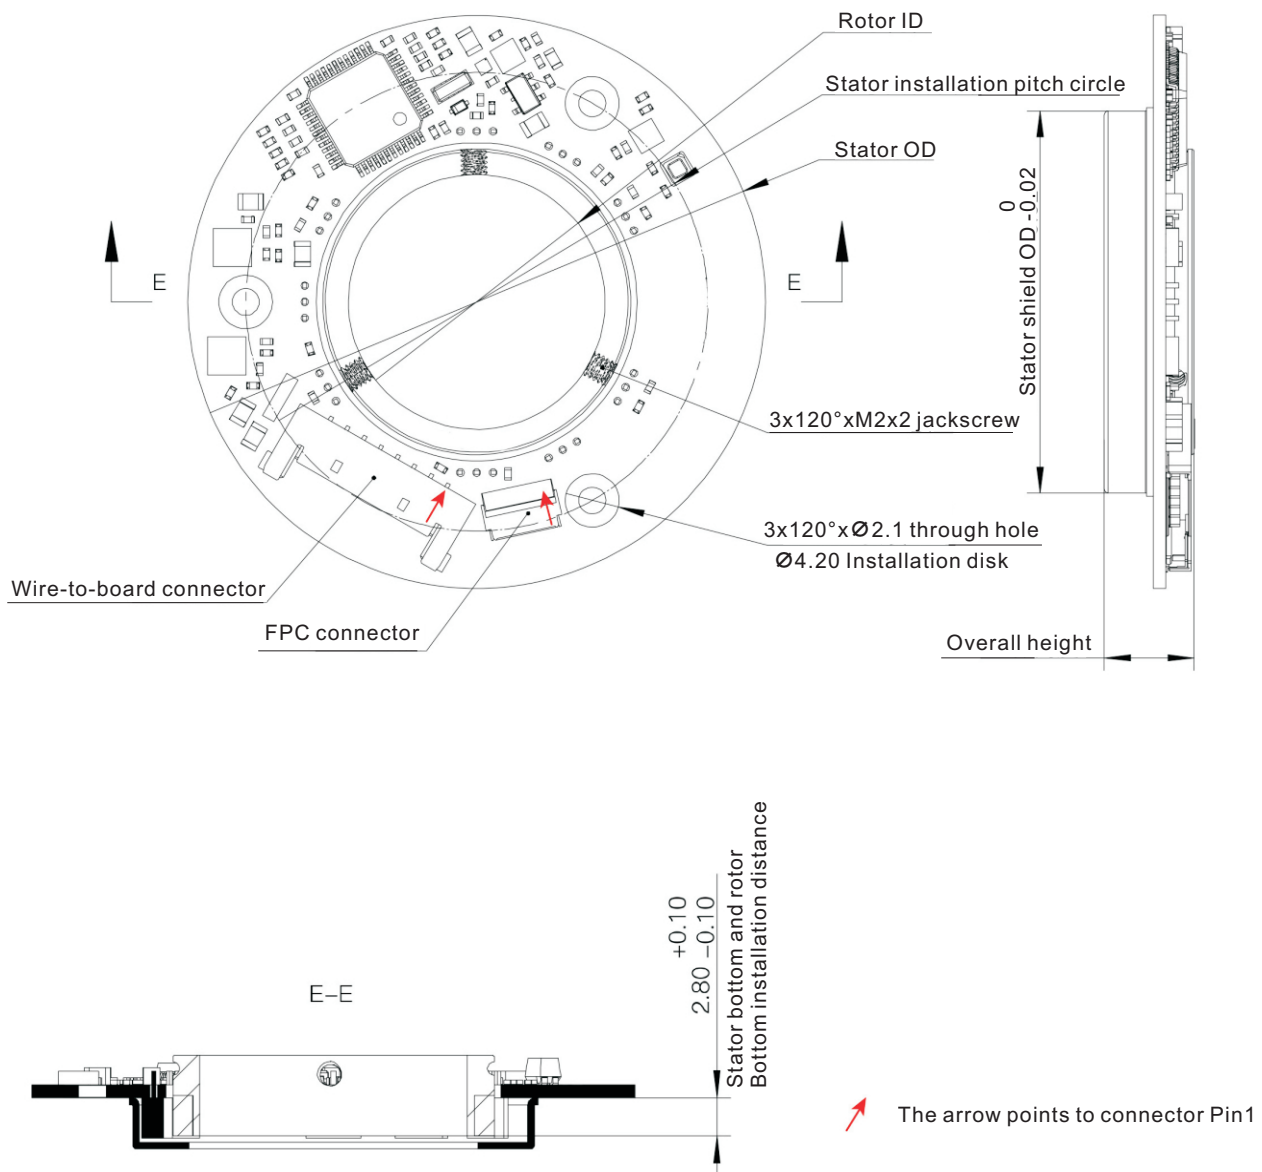 Rotor ID
Stator installation pitch circle
Stator OD
0
Stator shield OD -0.02
E
E
3x120°xM2x2 jackscrew
3x120°xØ2.1 through hole
Ø4.20 Installation disk
Wire-to-board connector
FPC connector
Overall height
+0.10
2.80 -0.10
Stator bottom and rotor
Bottom installation distance
E-E
The arrow points to connector Pin1